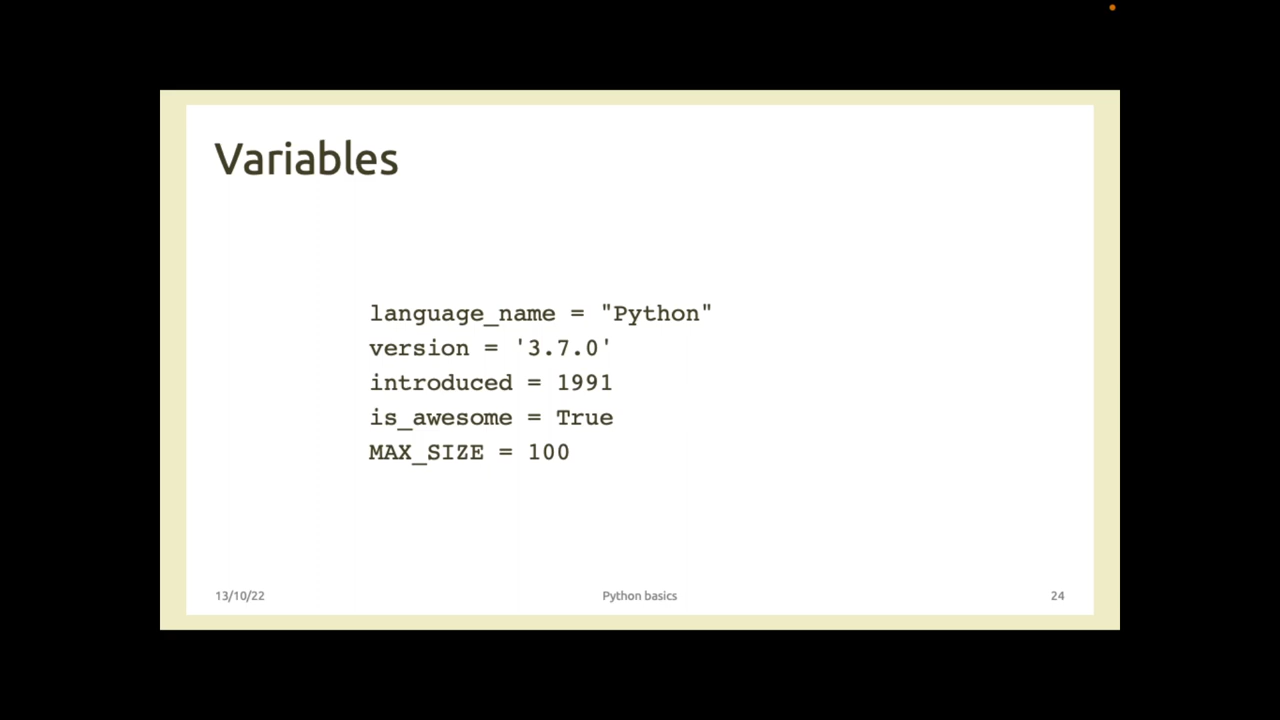 Variables
language_name = "Python"
version = '3.7.0'
introduced = 1991
is_awesome = True
MAX_SIZE = 100
13/10/22
Python basics
24